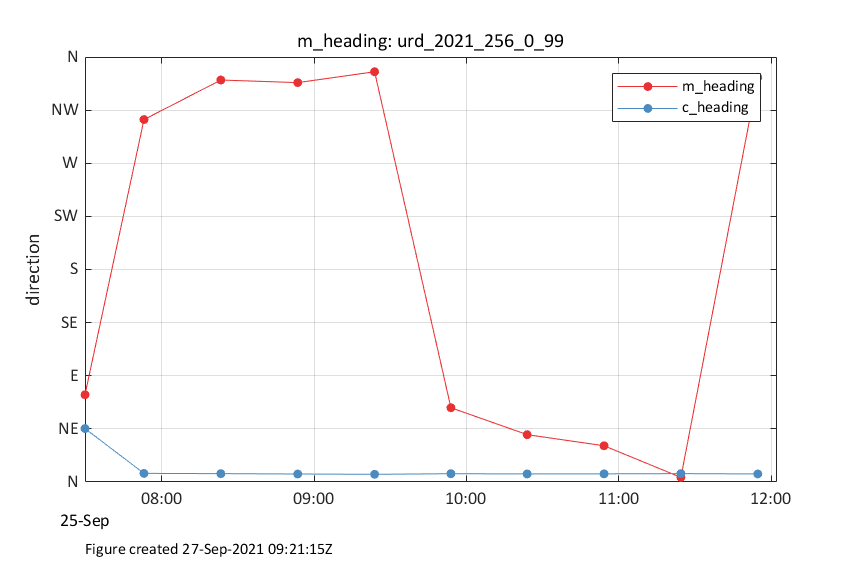 m_heading: urd_2021_256_0_99
N
NW
W
SW
S
SE
E
NE
N
direction
m_heading
c_heading
08:00 09:00 10:00 11:00 12:00
25-Sep
Figure created 27-Sep-2021 09:21:15Z